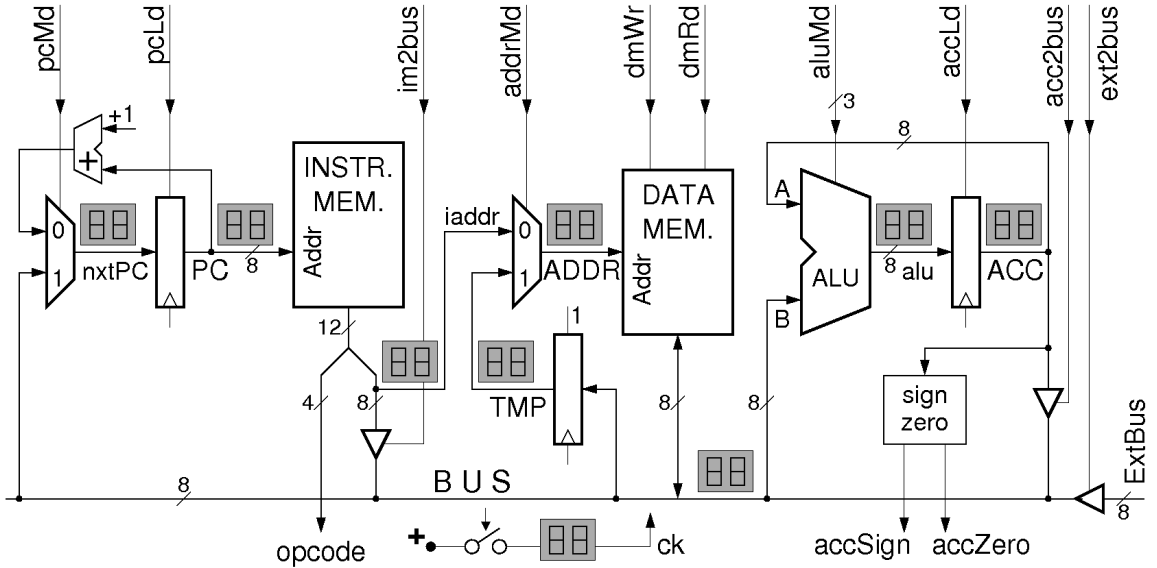 pcMd
pcLd
im2bus
addrMd
dmWr
dmRd
aluMd
accLd
acc2bus
ext2bus
+1
3
8
+
INSTR.
MEM.
Addr
DATA
MEM.
Addr
A
iaddr
0
1
nxtPC
PC
8
0
1
ADDR
ALU
B
8
alu
ACC
12
1
4
8
TMP
8
8
sign
zero
ExtBus
8
8
BUS
+
ck
opcode
accSign
accZero